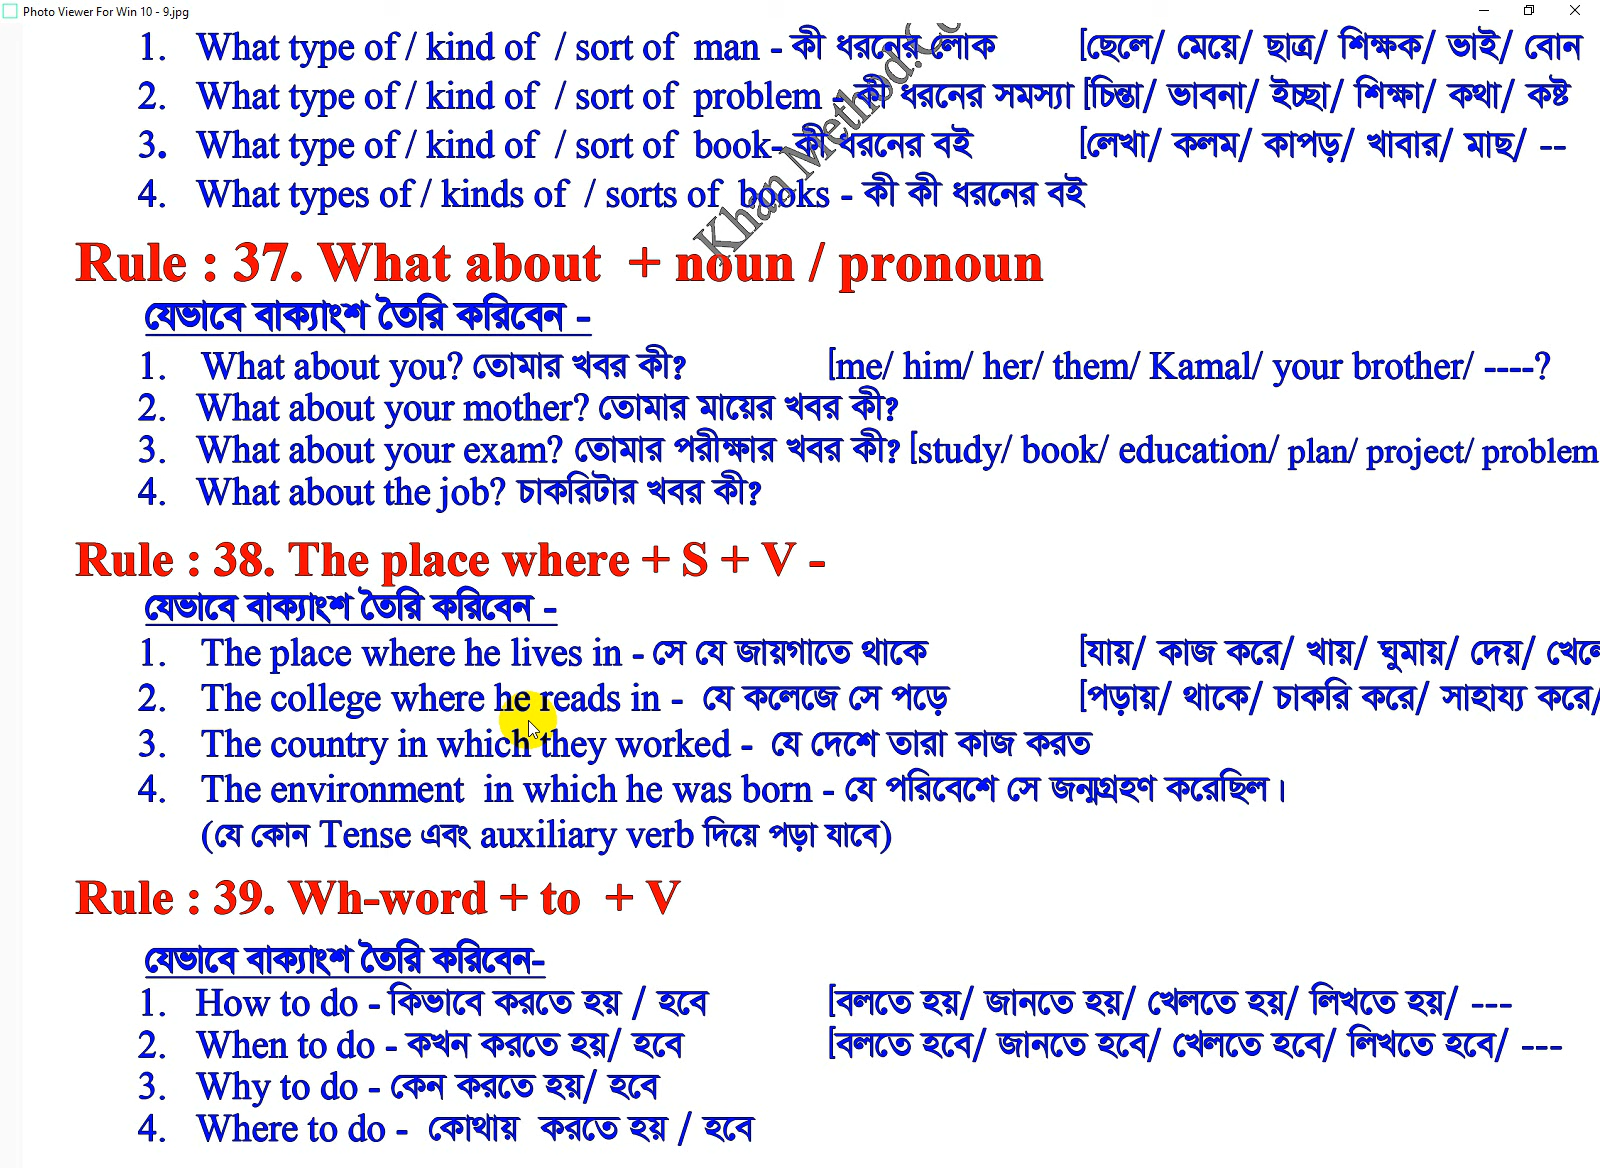 Photo Viewer For Win 10 - 9.jpg
1. What type of / kind of / sort of man - কী ধরনের লোক [ছেলে/ মেয়ে/ ছাত্র/ শিক্ষক/ ভাই/ বোন
2. What type of / kind of / sort of problem - কী ধরনের সমস্যা [চিন্তা/ ভাবনা/ ইচ্ছা/ শিক্ষা/ কথা/ কষ্ট
3. What type of / kind of / sort of book- কী ধরনের বই [লেখা/ কলম/ কাপড়/ খাবার/ মাছ/ --
4. What types of / kinds of / sorts of books - কী কী ধরনের বই
Khan Method.Co
Rule : 37. What about + noun / pronoun
যেভাবে বাক্যাংশ তৈরি করিবেন -
1. What about you? তোমার খবর কী? [me/ him/ her/ them/ Kamal/ your brother/ ----?
2. What about your mother? তোমার মায়ের খবর কী?
3. What about your exam? তোমার পরীক্ষার খবর কী? [study/ book/ education/ plan/ project/ problem
4. What about the job? চাকরিটার খবর কী?
Rule : 38. The place where + S + V -
যেভাবে বাক্যাংশ তৈরি করিবেন -
1. The place where he lives in - সে যে জায়গাতে থাকে [যায়/ কাজ করে/ খায়/ ঘুমায়/ দেয়/ খেলে
2. The college where he reads in - যে কলেজে সে পড়ে [পড়ায়/ থাকে/ চাকরি করে/ সাহায্য করে/
3. The country in which they worked - যে দেশে তারা কাজ করত
4. The environment in which he was born - যে পরিবেশে সে জন্মগ্রহণ করেছিল।
(যে কোন Tense এবং auxiliary verb দিয়ে পড়া যাবে)
Rule : 39. Wh-word + to + V
যেভাবে বাক্যাংশ তৈরি করিবেন-
1. How to do - কিভাবে করতে হয় / হবে [বলতে হয়/ জানতে হয়/ খেলতে হয়/ লিখতে হয়/ ---
2. When to do - কখন করতে হয়/ হবে [বলতে হবে/ জানতে হবে/ খেলতে হবে/ লিখতে হবে/ ---
3. Why to do - কেন করতে হয়/ হবে
4. Where to do - কোথায় করতে হয় / হবে